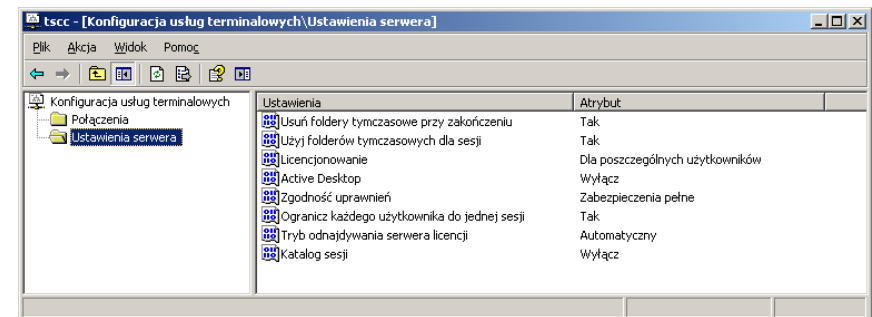 tscc - [Konfiguracja usług terminalowych\Ustawienia serwera]
Plik Akcja Widok Pomoc
Konfiguracja usług terminalowych
Połączenia
Ustawienia serwera
Ustawienia Atrybut
Usuń foldery tymczasowe przy zakończeniu Tak
Użyj folderów tymczasowych dla sesji Tak
Licencjonowanie Dla poszczególnych użytkowników
Active Desktop Wyłącz
Zgodność uprawnień Zabezpieczenia pełne
Ogranicz każdego użytkownika do jednej sesji Tak
Tryb odnajdywania serwera licencji Automatyczny
Katalog sesji Wyłącz